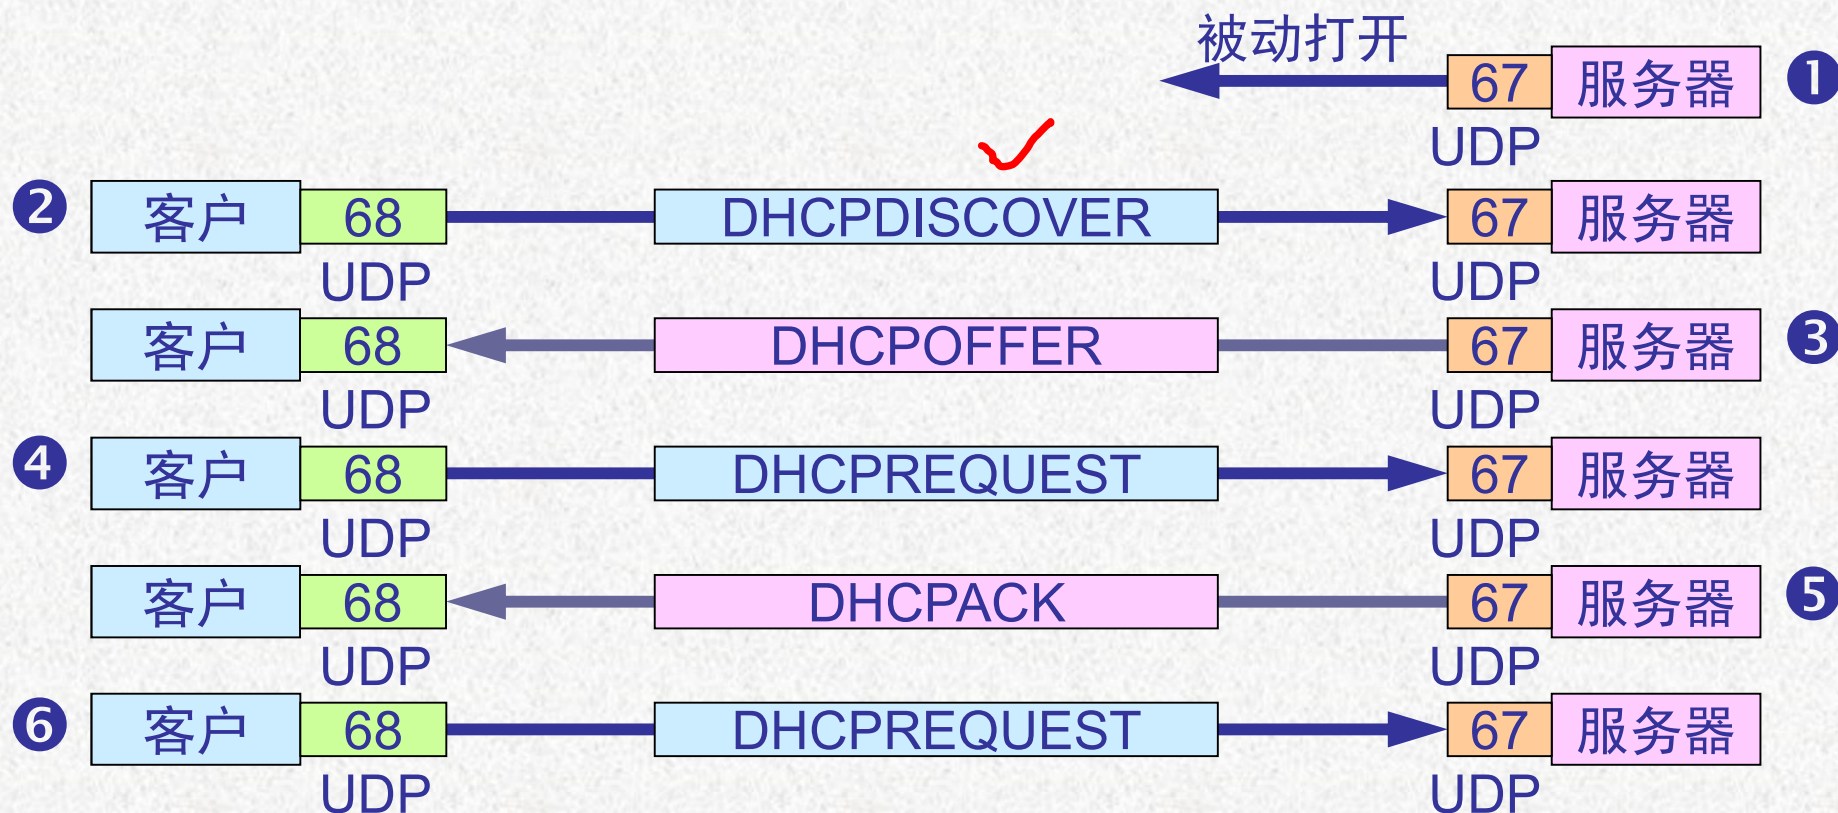 被动打开
67 服务器 ❶
UDP
❷ 客户 68 DHCPDISCOVER 67 服务器
UDP UDP
客户 68 DHCPOFFER 67 服务器 ❸
UDP UDP
❹ 客户 68 DHCPREQUEST 67 服务器
UDP UDP
客户 68 DHCPACK 67 服务器 ❺
UDP UDP
❻ 客户 68 DHCPREQUEST 67 服务器
UDP UDP